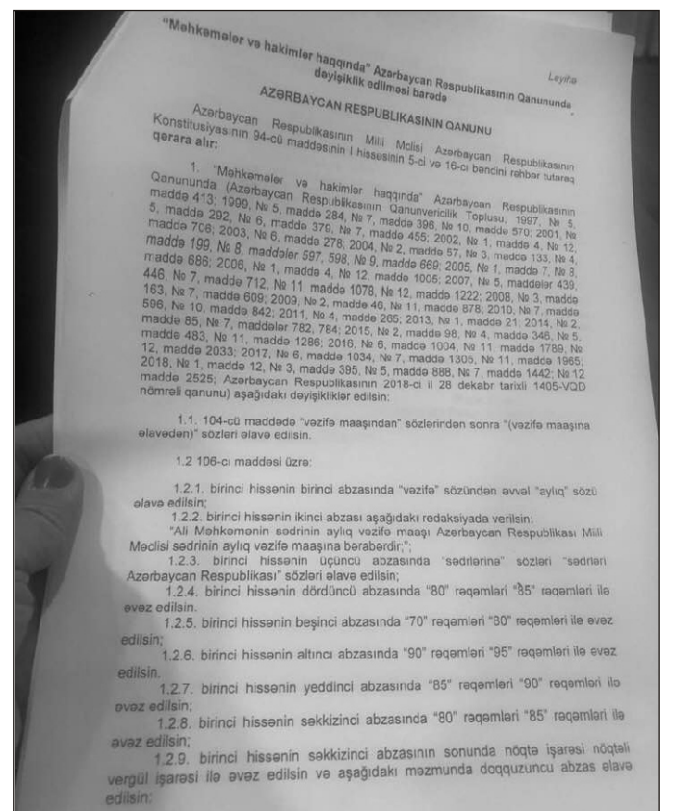 Layihə
"Məhkəmələr və hakimlər haqqında" Azərbaycan Respublikasının Qanununda
dəyişiklik edilməsi barədə
AZƏRBAYCAN RESPUBLİKASININ QANUNU
Azərbaycan Respublikasının Milli Məclisi Azərbaycan Respublikasının
Konstitusiyasının 94-cü maddəsinin I hissəsinin 5-ci və 16-cı bəndini rəhbər tutaraq
qərara alır:
1. "Məhkəmələr və hakimlər haqqında" Azərbaycan Respublikasının
Qanununda (Azərbaycan Respublikasının Qanunvericilik Toplusu, 1997, № 5,
maddə 413; 1999, № 5, maddə 284, № 7, maddə 398, № 10, maddə 570; 2001, №
5, maddə 292, № 6, maddə 379, № 7, maddə 455; 2002, № 1, maddə 4, № 12,
maddə 706; 2003, № 6, maddə 276; 2004, № 2, maddə 57, № 3, maddə 133, № 4,
maddə 199, № 8, maddələr 597, 598, № 9, maddə 669; 2005, № 1, maddə 7, № 8,
maddə 686; 2006, № 1, maddə 4, № 12, maddə 1005; 2007, № 5, maddələr 439,
446, № 7, maddə 712, № 11 maddə 1078, № 12, maddə 1222; 2008, № 3, maddə
163, № 7, maddə 609; 2009, № 2, maddə 46, № 11, maddə 878; 2010, № 7, maddə
596, № 10, maddə 842; 2011, № 4, maddə 265; 2013, № 1, maddə 21; 2014, № 2,
maddə 85, № 7, maddələr 782, 784; 2015, № 2, maddə 98, № 4, maddə 346, № 5,
maddə 483, № 11, maddə 1286; 2016, № 6, maddə 1004, № 11, maddə 1789, №
12, maddə 2033; 2017, № 6, maddə 1034, № 7, maddə 1305, № 11, maddə 1965;
2018, № 1, maddə 12, № 3, maddə 395, № 5, maddə 888, № 7, maddə 1442; № 12
maddə 2525; Azərbaycan Respublikasının 2018-ci il 28 dekabr tarixli 1405-VQD
nömrəli qanunu) aşağıdakı dəyişikliklər edilsin:
1.1. 104-cü maddədə "vəzifə maaşından" sözlərindən sonra "(vəzifə maaşına
əlavədən)" sözləri əlavə edilsin.
1.2 106-cı maddəsi üzrə:
1.2.1. birinci hissənin birinci abzasında "vəzifə" sözündən əvvəl "aylıq" sözü
əlavə edilsin;
1.2.2. birinci hissənin ikinci abzası aşağıdakı redaksiyada verilsin:
"Ali Məhkəmənin sədrinin aylıq vəzifə maaşı Azərbaycan Respublikası Milli
Məclisi sədrinin aylıq vəzifə maaşına bərabərdir;";
1.2.3. birinci hissənin üçüncü abzasında "sədrlərinə" sözləri "sədrləri
Azərbaycan Respublikası" sözləri əlavə edilsin;
1.2.4. birinci hissənin dördüncü abzasında "80" rəqəmləri "85" rəqəmləri ilə
əvəz edilsin.
1.2.5. birinci hissənin beşinci abzasında "70" rəqəmləri "80" rəqəmləri ilə əvəz
edilsin;
1.2.6. birinci hissənin altıncı abzasında "90" rəqəmləri "95" rəqəmləri ilə əvəz
edilsin.
1.2.7. birinci hissənin yeddinci abzasında "85" rəqəmləri "90" rəqəmləri ilə
əvəz edilsin;
1.2.8. birinci hissənin səkkizinci abzasında "80" rəqəmləri "85" rəqəmləri ilə
əvəz edilsin;
1.2.9. birinci hissənin səkkizinci abzasının sonunda nöqtə işarəsi nöqtəli
vergül işarəsi ilə əvəz edilsin və aşağıdakı məzmunda doqquzuncu abzas əlavə
edilsin: